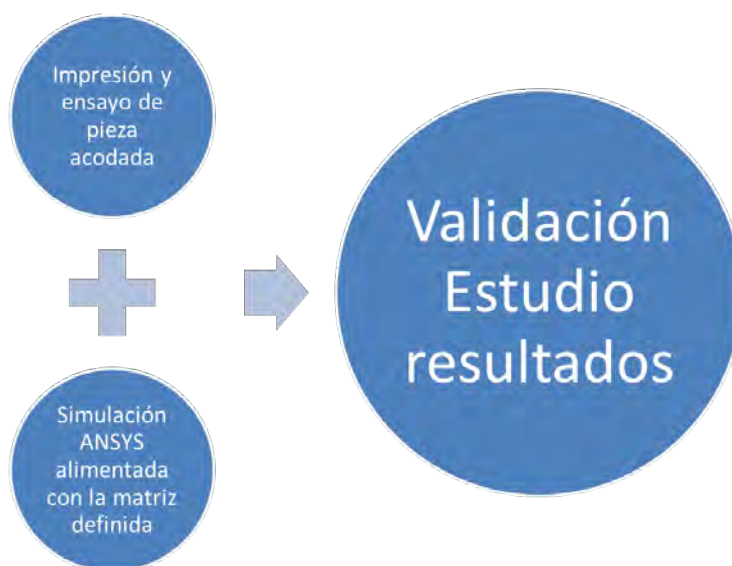 Impresión y
ensayo de
pieza
acodada
Simulación
ANSYS
alimentada
con la matriz
definida
Validación
Estudio
resultados